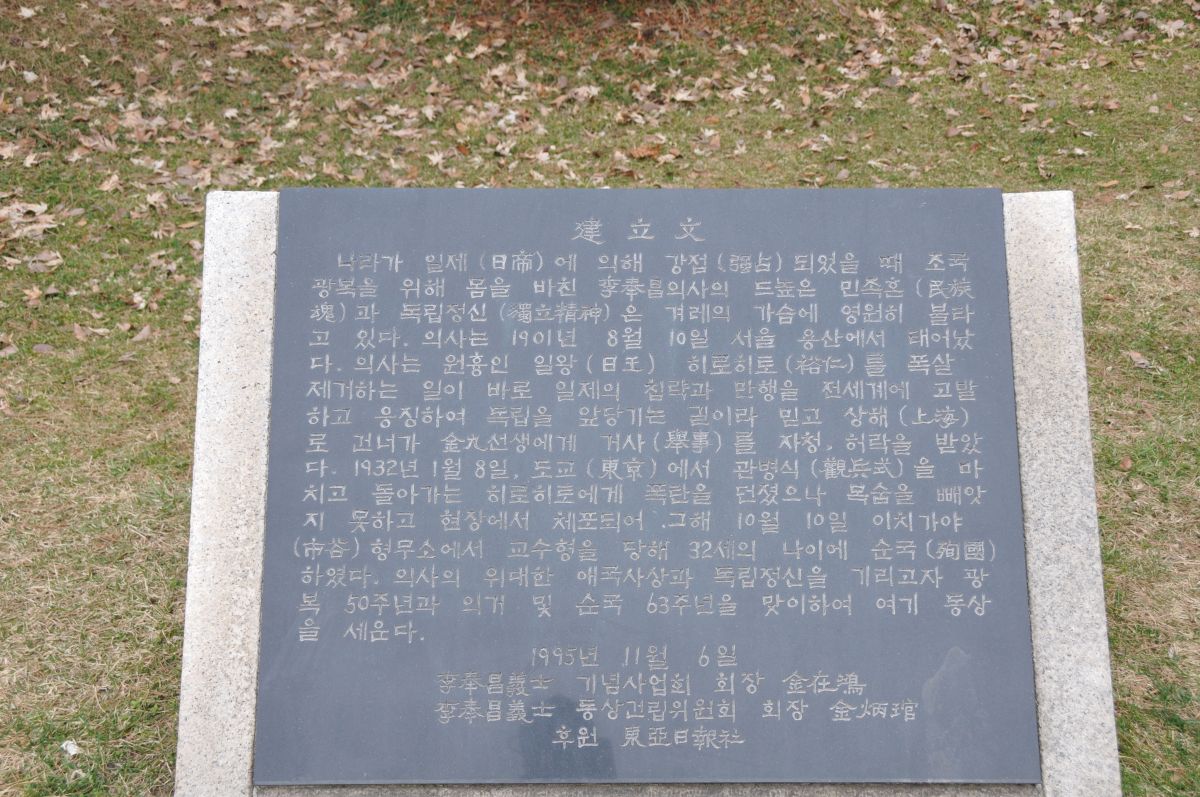 建立文
나라가 일제(日帝)에 의해 강점(强占)되었을 때 조국
광복을 위해 몸을 바친 李奉昌의사의 드높은 민족혼(民族
魂)과 독립정신(獨立精神)은 겨레의 가슴에 영원히 불타
고 있다. 의사는 1901년 8월 10일 서울 용산에서 태어났
다. 의사는 원흉인 일왕(日王) 히로히토(裕仁)를 폭살
제거하는 일이 바로 일제의 침략과 만행을 전세계에 고발
하고 응징하여 독립을 앞당기는 길이라 믿고 상해(上海)
로 건너가 金九선생에게 거사(擧事)를 자청, 허락을 받았
다. 1932년 1월 8일, 도쿄(東京)에서 관병식(觀兵式)을 마
치고 돌아가는 히로히토에게 폭탄을 던졌으나 목숨을 빼앗
지 못하고 현장에서 체포되어 그해 10월 10일 이치가야
(市谷)형무소에서 교수형을 당해 32세의 나이에 순국(殉國)
하였다. 의사의 위대한 애국사상과 독립정신을 기리고자 광
복 50주년과 의거 및 순국 63주년을 맞이하여 여기 동상
을 세운다.
1995년 11월 6일
李奉昌義士 기념사업회 회장 金在鴻
李奉昌義士 동상건립위원회 회장 金炳琯
후원 東亞日報社